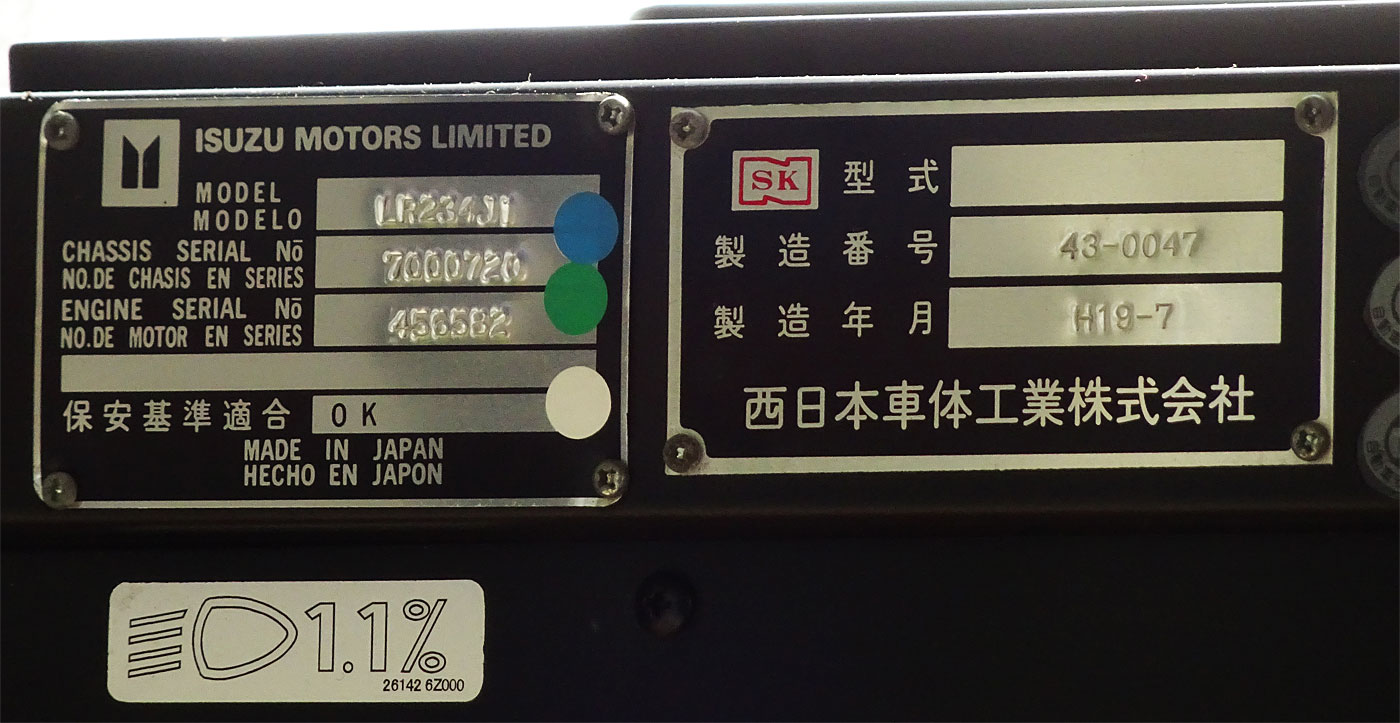 ISUZU MOTORS LIMITED
MODEL
MODELO
LR234J1
CHASSIS SERIAL Nō
NO.DE CHASIS EN SERIES
7000720
ENGINE SERIAL Nō
NO.DE MOTOR EN SERIES
456582
保安基準適合 OK
MADE IN JAPAN
HECHO EN JAPON
SK 型式
製造番号 43-0047
製造年月 H19-7
西日本車体工業株式会社
1.1%
26142 6Z000